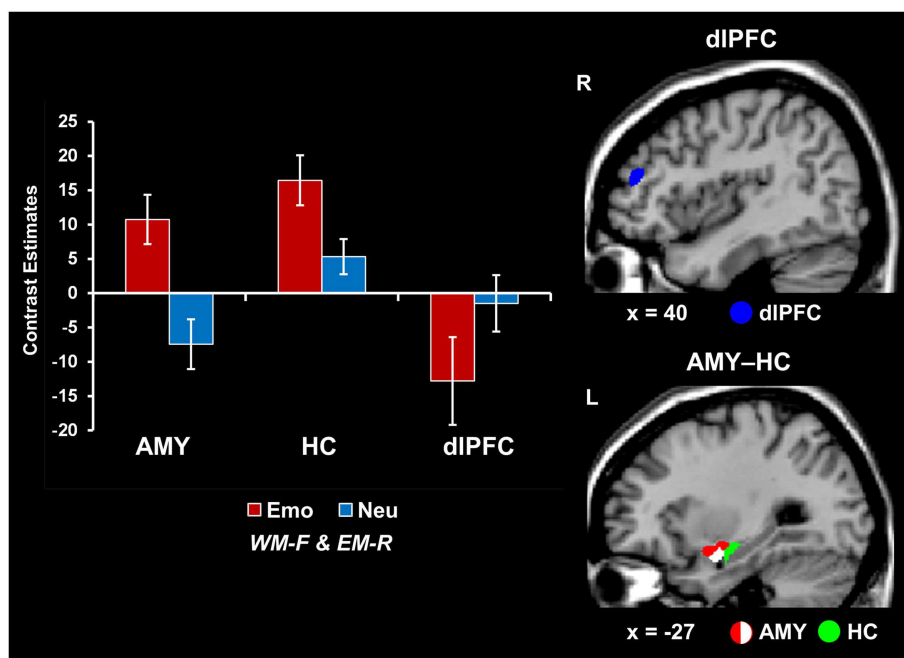 25
20
15
10
5
0
-5
-10
-15
-20
Contrast Estimates
AMY HC dlPFC
Emo Neu
WM-F & EM-R
dlPFC
R
x = 40 dlPFC
AMY–HC
L
x = -27 AMY HC